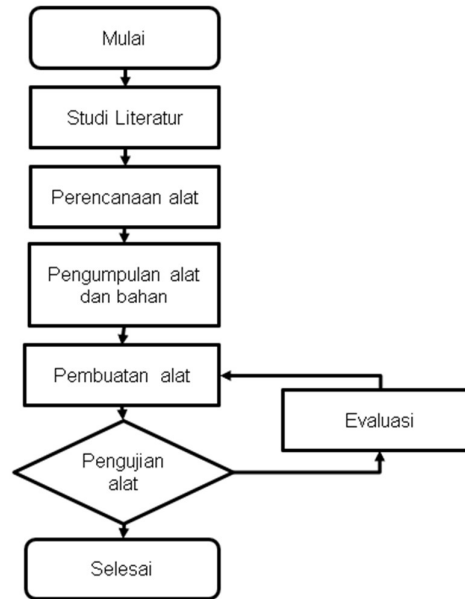 Mulai
Studi Literatur
Perencanaan alat
Pengumpulan alat
dan bahan
Pembuatan alat
Evaluasi
Pengujian
alat
Selesai